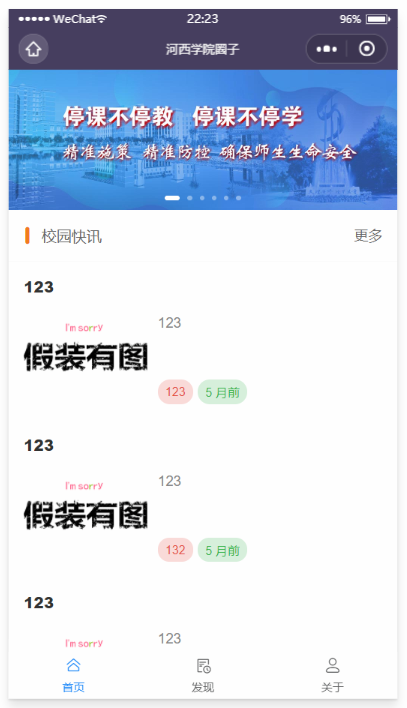 WeChat 22:23 96%
河西学院圈子
停课不停教 停课不停学
精准施策 精准防控 确保师生生命安全
校园快讯 更多
123
I'm sorry
假装有图
123
123 5 月前
123
I'm sorry
假装有图
123
132 5 月前
123
I'm sorry
123
首页 发现 关于